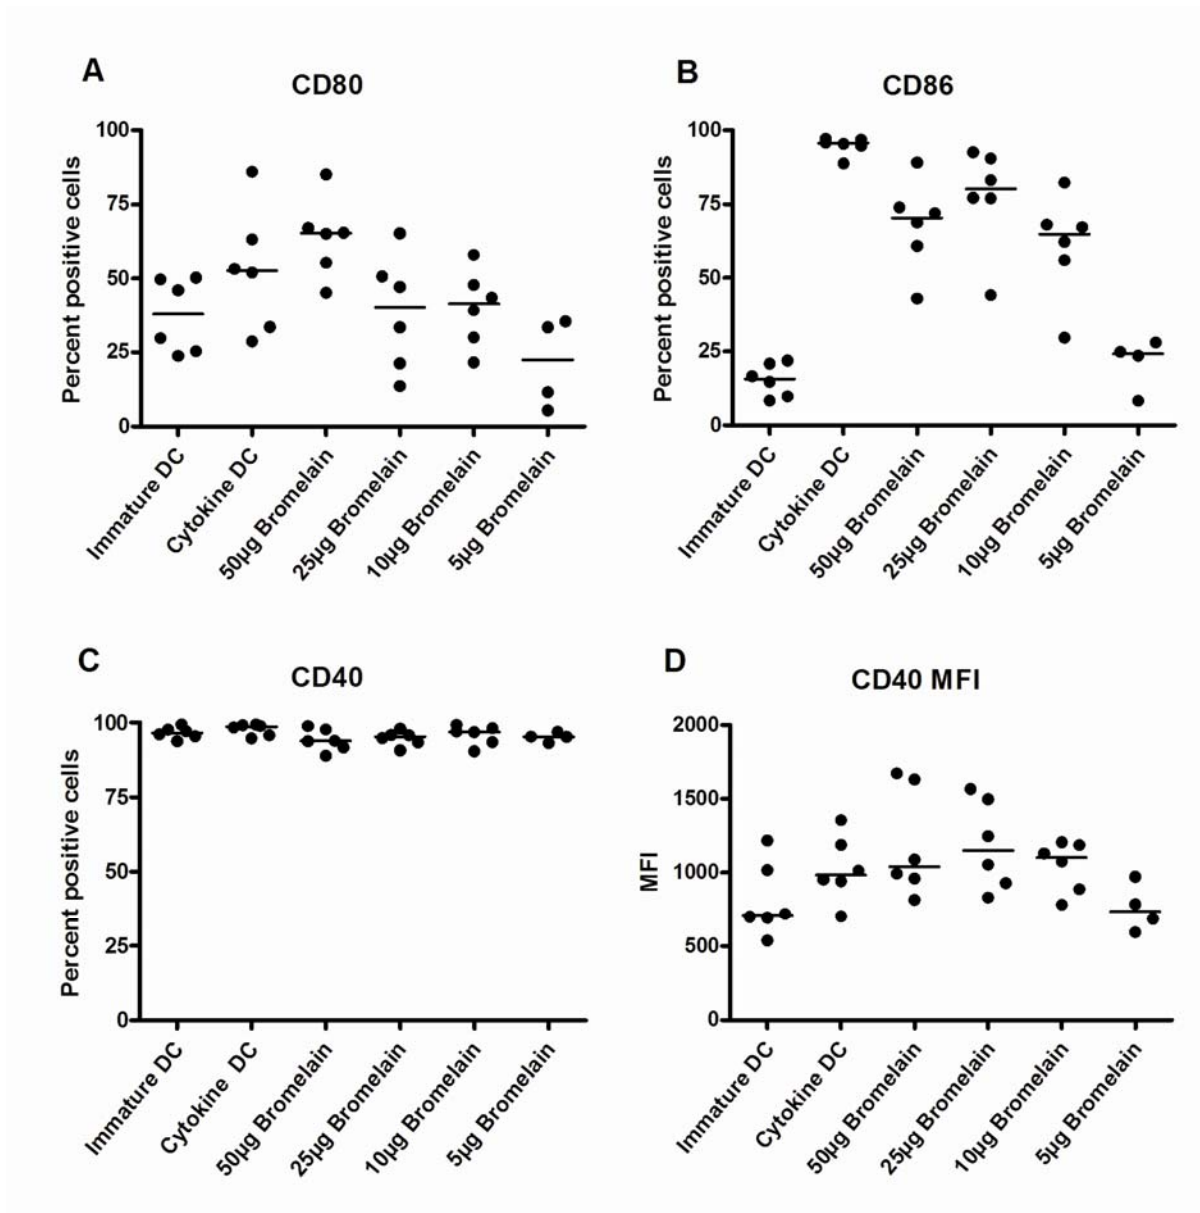 A
CD80
Percent positive cells
100
75
50
25
0
Immature DC
Cytokine DC
50µg Bromelain
25µg Bromelain
10µg Bromelain
5µg Bromelain
B
CD86
Percent positive cells
100
75
50
25
0
Immature DC
Cytokine DC
50µg Bromelain
25µg Bromelain
10µg Bromelain
5µg Bromelain
C
CD40
Percent positive cells
100
75
50
25
0
Immature DC
Cytokine DC
50µg Bromelain
25µg Bromelain
10µg Bromelain
5µg Bromelain
D
CD40 MFI
MFI
2000
1500
1000
500
0
Immature DC
Cytokine DC
50µg Bromelain
25µg Bromelain
10µg Bromelain
5µg Bromelain